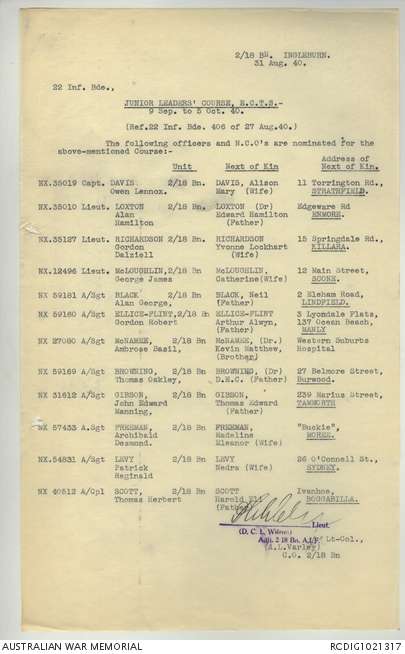 2/18 Bn. INGLEBURN.
31 Aug. 40.
22 Inf. Bde.,
JUNIOR LEADERS' COURSE, E.C.T.S.-
9 Sep. to 5 Oct. 40.
(Ref.22 Inf. Bde. 406 of 27 Aug.40.)
The following officers and N.C.O's are nominated for the
above-mentioned Course:-
Unit Next of Kin Address of Next of Kin.
NX.35019 Capt. DAVIS 2/18 Bn. DAVIS, Alison 11 Torrington Rd.,
Owen Lennox. Mary (Wife) STRATHFIELD.
NX.35010 Lieut. LOXTON 2/18 Bn. LOXTON (Dr) Edgeware Rd
Alan Edward Hamilton ENMORE.
Hamilton (Father)
NX.35127 Lieut. RICHARDSON 2/18 Bn. RICHARDSON 15 Springdale Rd.,
Gordon Yvonne Lockhart KILLARA.
Dalziell (Wife)
NX.12496 Lieut. McLOUGHLIN, 2/18 Bn McLOUGHLIN, 12 Main Street,
George James Catherine(Wife) SCONE.
NX 59181 A/Sgt BLACK 2/18 Bn BLACK, Neil 2 Eleham Road,
Alan George, (Father) LINDFIELD.
NX 59160 A/Sgt ELLICE-FLINT, 2/18 Bn ELLICE-FLINT 3 Lyondale Flats,
Gordon Robert Arthur Alwyn, 137 Ocean Beach,
(Father) MANLY
NX 27080 A/Sgt McNAMEE, 2/18 Bn McNAMEE, (Dr.) Western Suburbs
Ambrose Basil, Kevin Matthew, Hospital
(Brother)
NX 59169 A/Sgt BROWNING, 2/18 Bn BROWNING, (Dr) 27 Belmore Street,
Thomas Oakley, D.H.C. (Father) Burwood.
NX 31612 A/Sgt GIBSON, 2/18 Bn GIBSON, 239 Marius Street,
John Edward Thomas Edward TAMWORTH
Manning, (Father)
NX 57433 A.Sgt FREEMAN 2/18 Bn FREEMAN, "Buckie",
Archibald Madeline MOREE.
Desmond. Eleanor (Wife)
NX.54831 A/Sgt LEVY 2/18 Bn LEVY 26 O'Connell St.,
Patrick Nedra (Wife) SYDNEY.
Reginald
NX 40512 A/Cpl SCOTT, 2/18 Bn SCOTT Ivanhoe,
Thomas Herbert Harold Eli BOGGABILLA.
(Father)
Lieut.
(D. C. L. Wilson)
Adjt. 2/18 Bn. A.I.F.
Lt-Col.,
(A.L.Varley)
C.O. 2/18 Bn
AUSTRALIAN WAR MEMORIAL RCDIG1021317